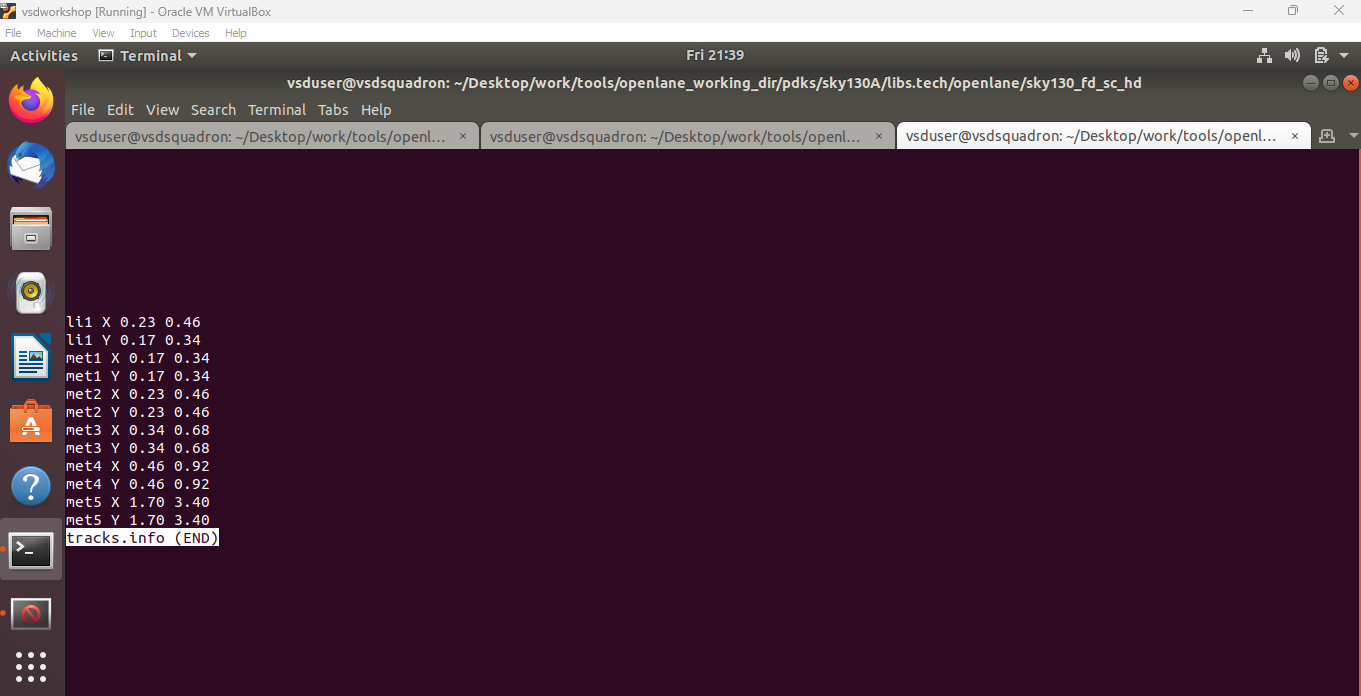 vsdworkshop [Running] - Oracle VM VirtualBox
File Machine View Input Devices Help
Activities Terminal Fri 21:39
vsduser@vsdsquadron: ~/Desktop/work/tools/openlane_working_dir/pdks/sky130A/libs.tech/openlane/sky130_fd_sc_hd
File Edit View Search Terminal Tabs Help
vsduser@vsdsquadron: ~/Desktop/work/tools/openl... × vsduser@vsdsquadron: ~/Desktop/work/tools/openl... × vsduser@vsdsquadron: ~/Desktop/work/tools/openl... ×
li1 X 0.23 0.46
li1 Y 0.17 0.34
met1 X 0.17 0.34
met1 Y 0.17 0.34
met2 X 0.23 0.46
met2 Y 0.23 0.46
met3 X 0.34 0.68
met3 Y 0.34 0.68
met4 X 0.46 0.92
met4 Y 0.46 0.92
met5 X 1.70 3.40
met5 Y 1.70 3.40
tracks.info (END)